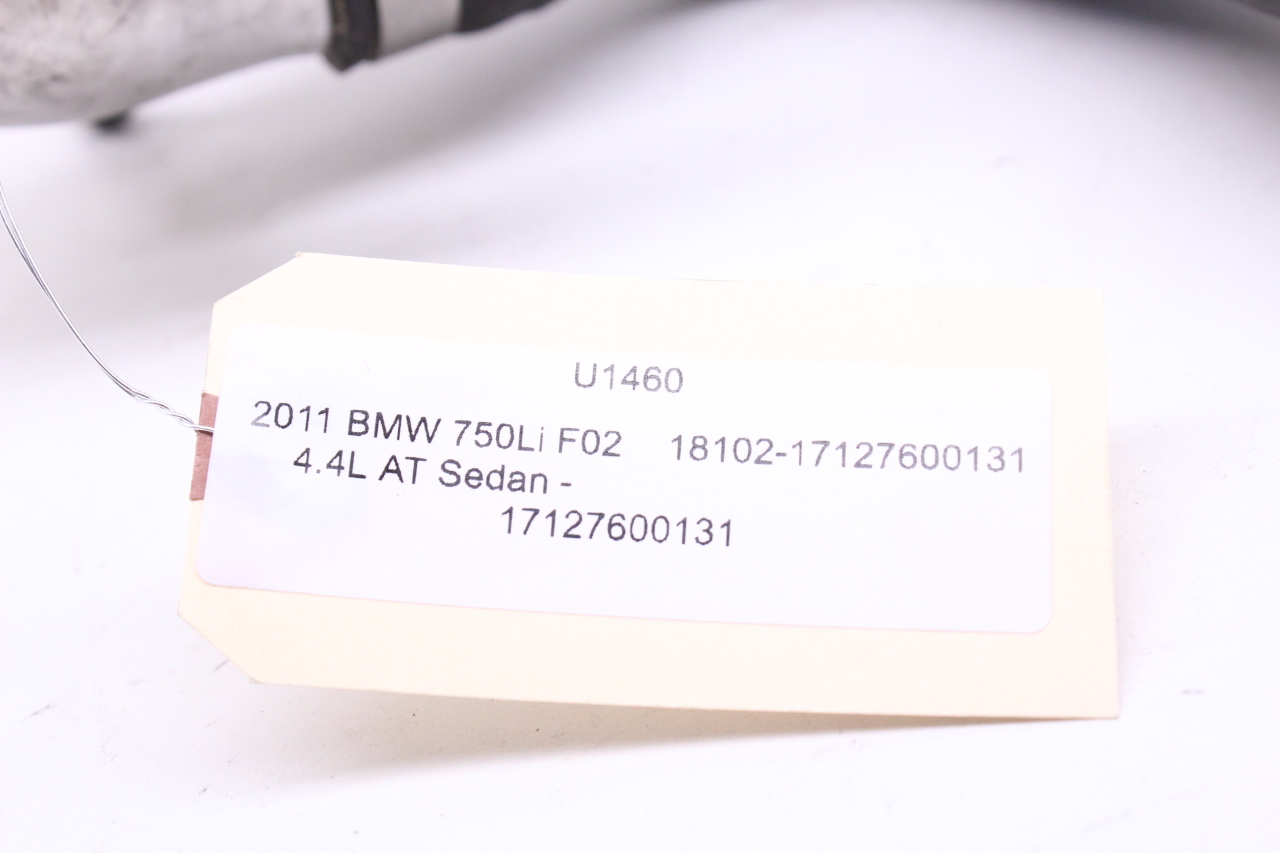 U1460
2011 BMW 750Li F02 18102-17127600131
4.4L AT Sedan -
17127600131